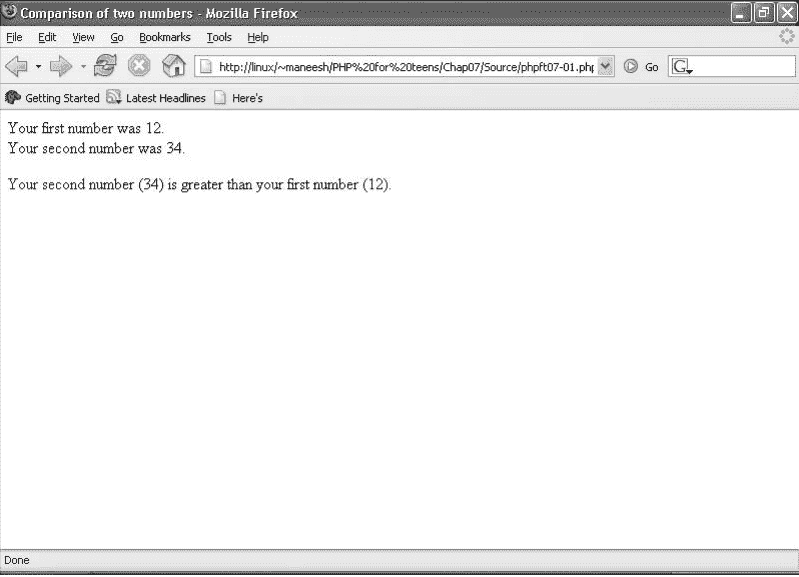 Comparison of two numbers - Mozilla Firefox
File Edit View Go Bookmarks Tools Help
http://linux/~maneesh/PHP%20for%20teens/Chap07/Source/phpft07-01.php Go G
Getting Started Latest Headlines Here's
Your first number was 12.
Your second number was 34.
Your second number (34) is greater than your first number (12).
Done